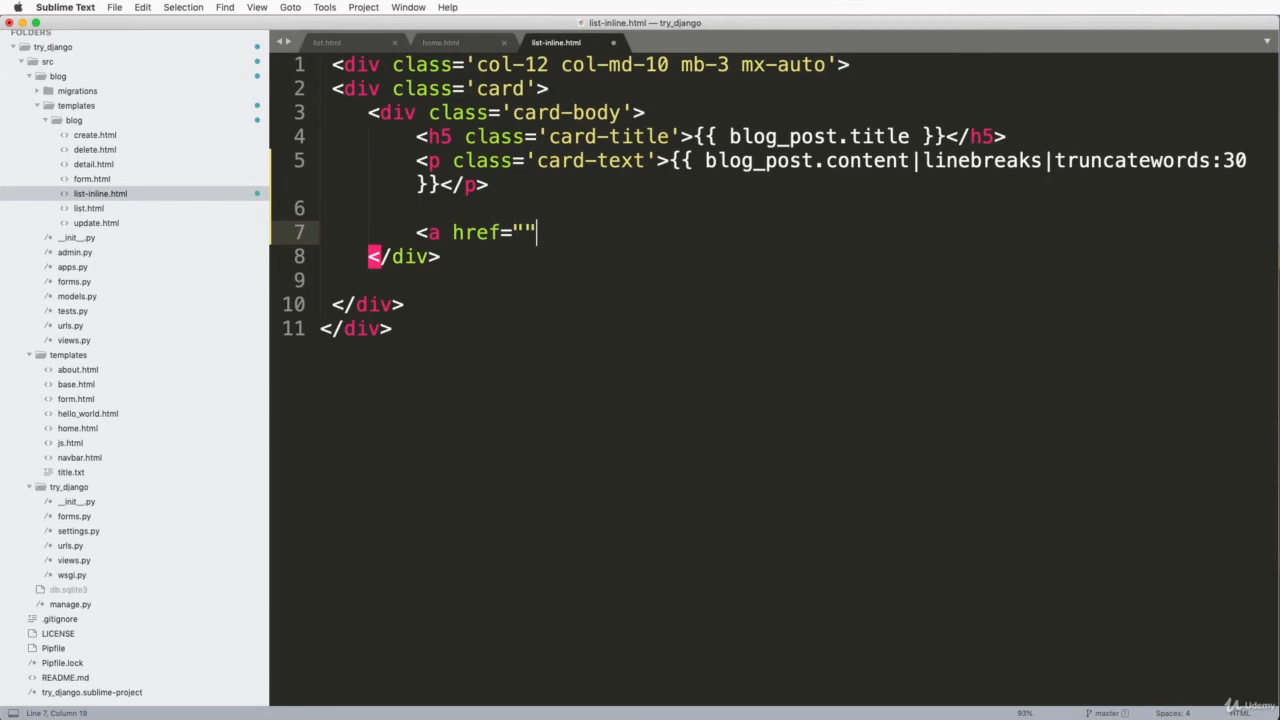 Sublime Text File Edit Selection Find View Goto Tools Project Window Help
list-inline.html — try_django
FOLDERS
try_django
src
blog
migrations
templates
blog
create.html
delete.html
detail.html
form.html
list-inline.html
list.html
update.html
__init__.py
admin.py
apps.py
forms.py
models.py
tests.py
urls.py
views.py
templates
about.html
base.html
form.html
hello_world.html
home.html
js.html
navbar.html
title.txt
try_django
__init__.py
forms.py
settings.py
urls.py
views.py
wsgi.py
db.sqlite3
manage.py
.gitignore
LICENSE
Pipfile
Pipfile.lock
README.md
try_django.sublime-project
list.html home.html list-inline.html
1 <div class='col-12 col-md-10 mb-3 mx-auto'>
2 <div class='card'>
3 <div class='card-body'>
4 <h5 class='card-title'>{{ blog_post.title }}</h5>
5 <p class='card-text'>{{ blog_post.content|linebreaks|truncatewords:30
}}</p>
6
7 <a href=""
8 </div>
9
10 </div>
11 </div>
Line 7, Column 19 93% master 1 Spaces: 4 HTML
Udemy